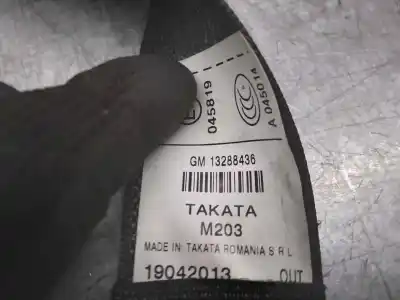 E
045819
A 045014
GM 13288436
TAKATA
M203
MADE IN: TAKATA ROMANIA S R L
19042013 OUT